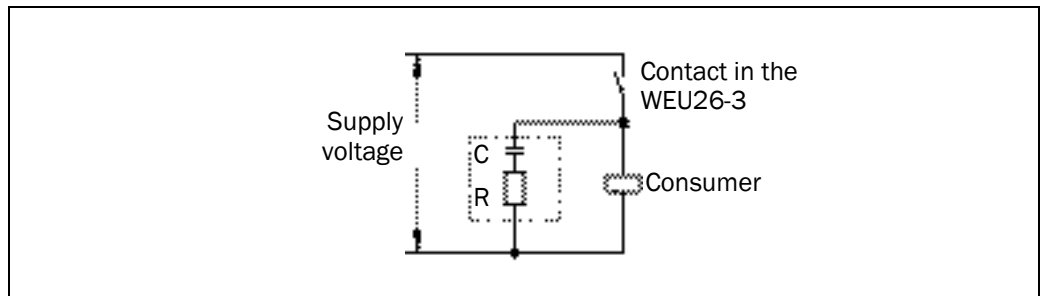 Contact in the
WEU26-3
Supply
voltage
C
R
Consumer